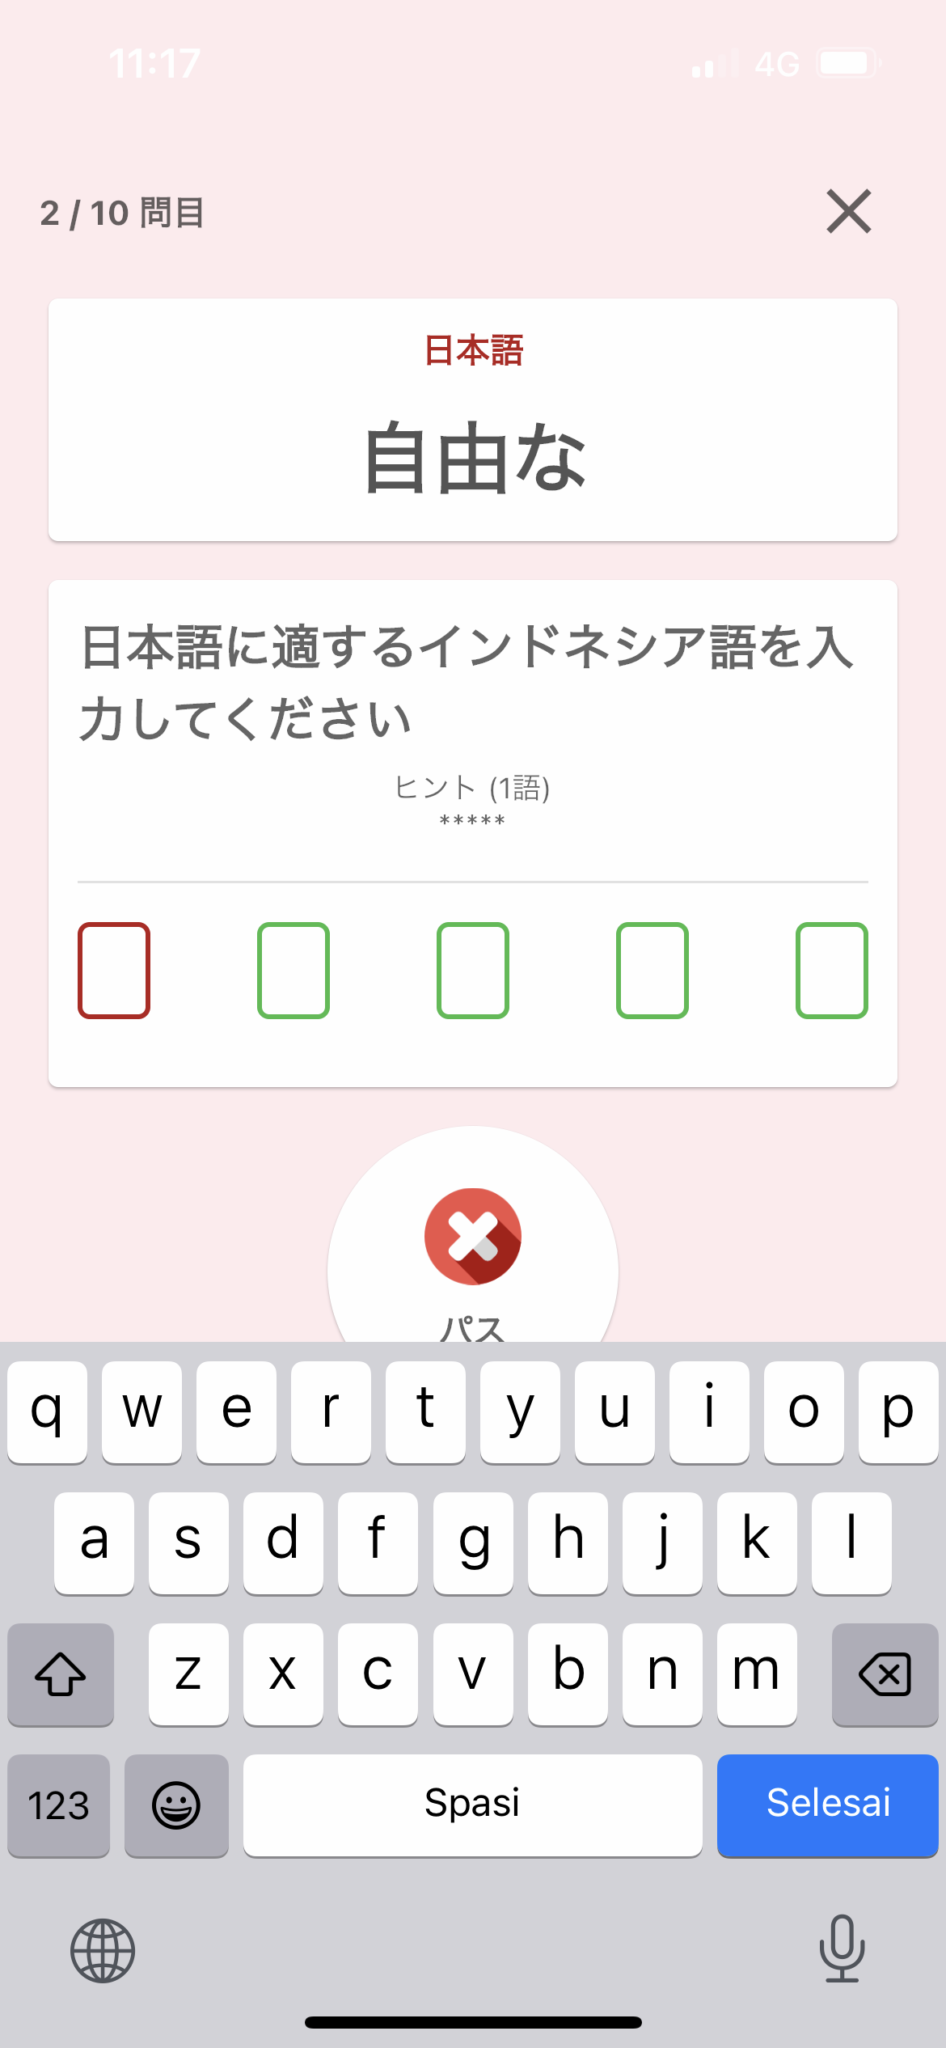 11:17
4G
2 / 10 問目
日本語
自由な
日本語に適するインドネシア語を入
力してください
ヒント (1語)
*****
パス
q w e r t y u i o p
a s d f g h j k l
z x c v b n m
123 Spasi Selesai